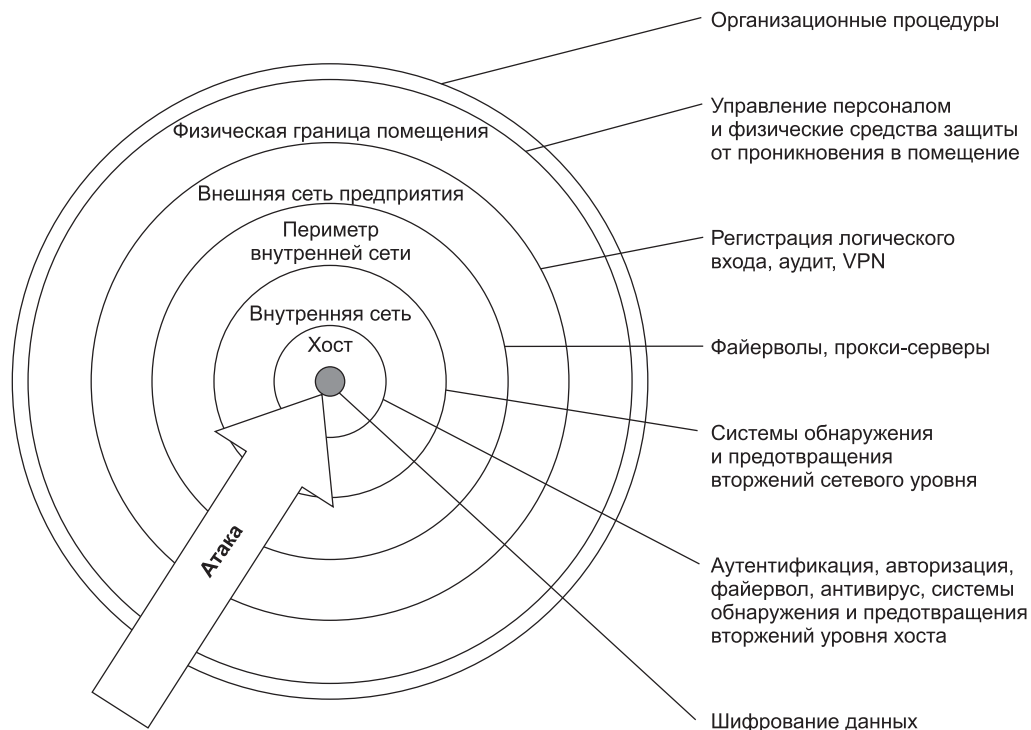 Организационные процедуры
Управление персоналом
и физические средства защиты
от проникновения в помещение
Физическая граница помещения
Внешняя сеть предприятия
Периметр
внутренней сети
Регистрация логического
входа, аудит, VPN
Внутренняя сеть
Хост
Файерволы, прокси-серверы
Системы обнаружения
и предотвращения
вторжений сетевого уровня
Атака
Аутентификация, авторизация,
файервол, антивирус, системы
обнаружения и предотвращения
вторжений уровня хоста
Шифрование данных